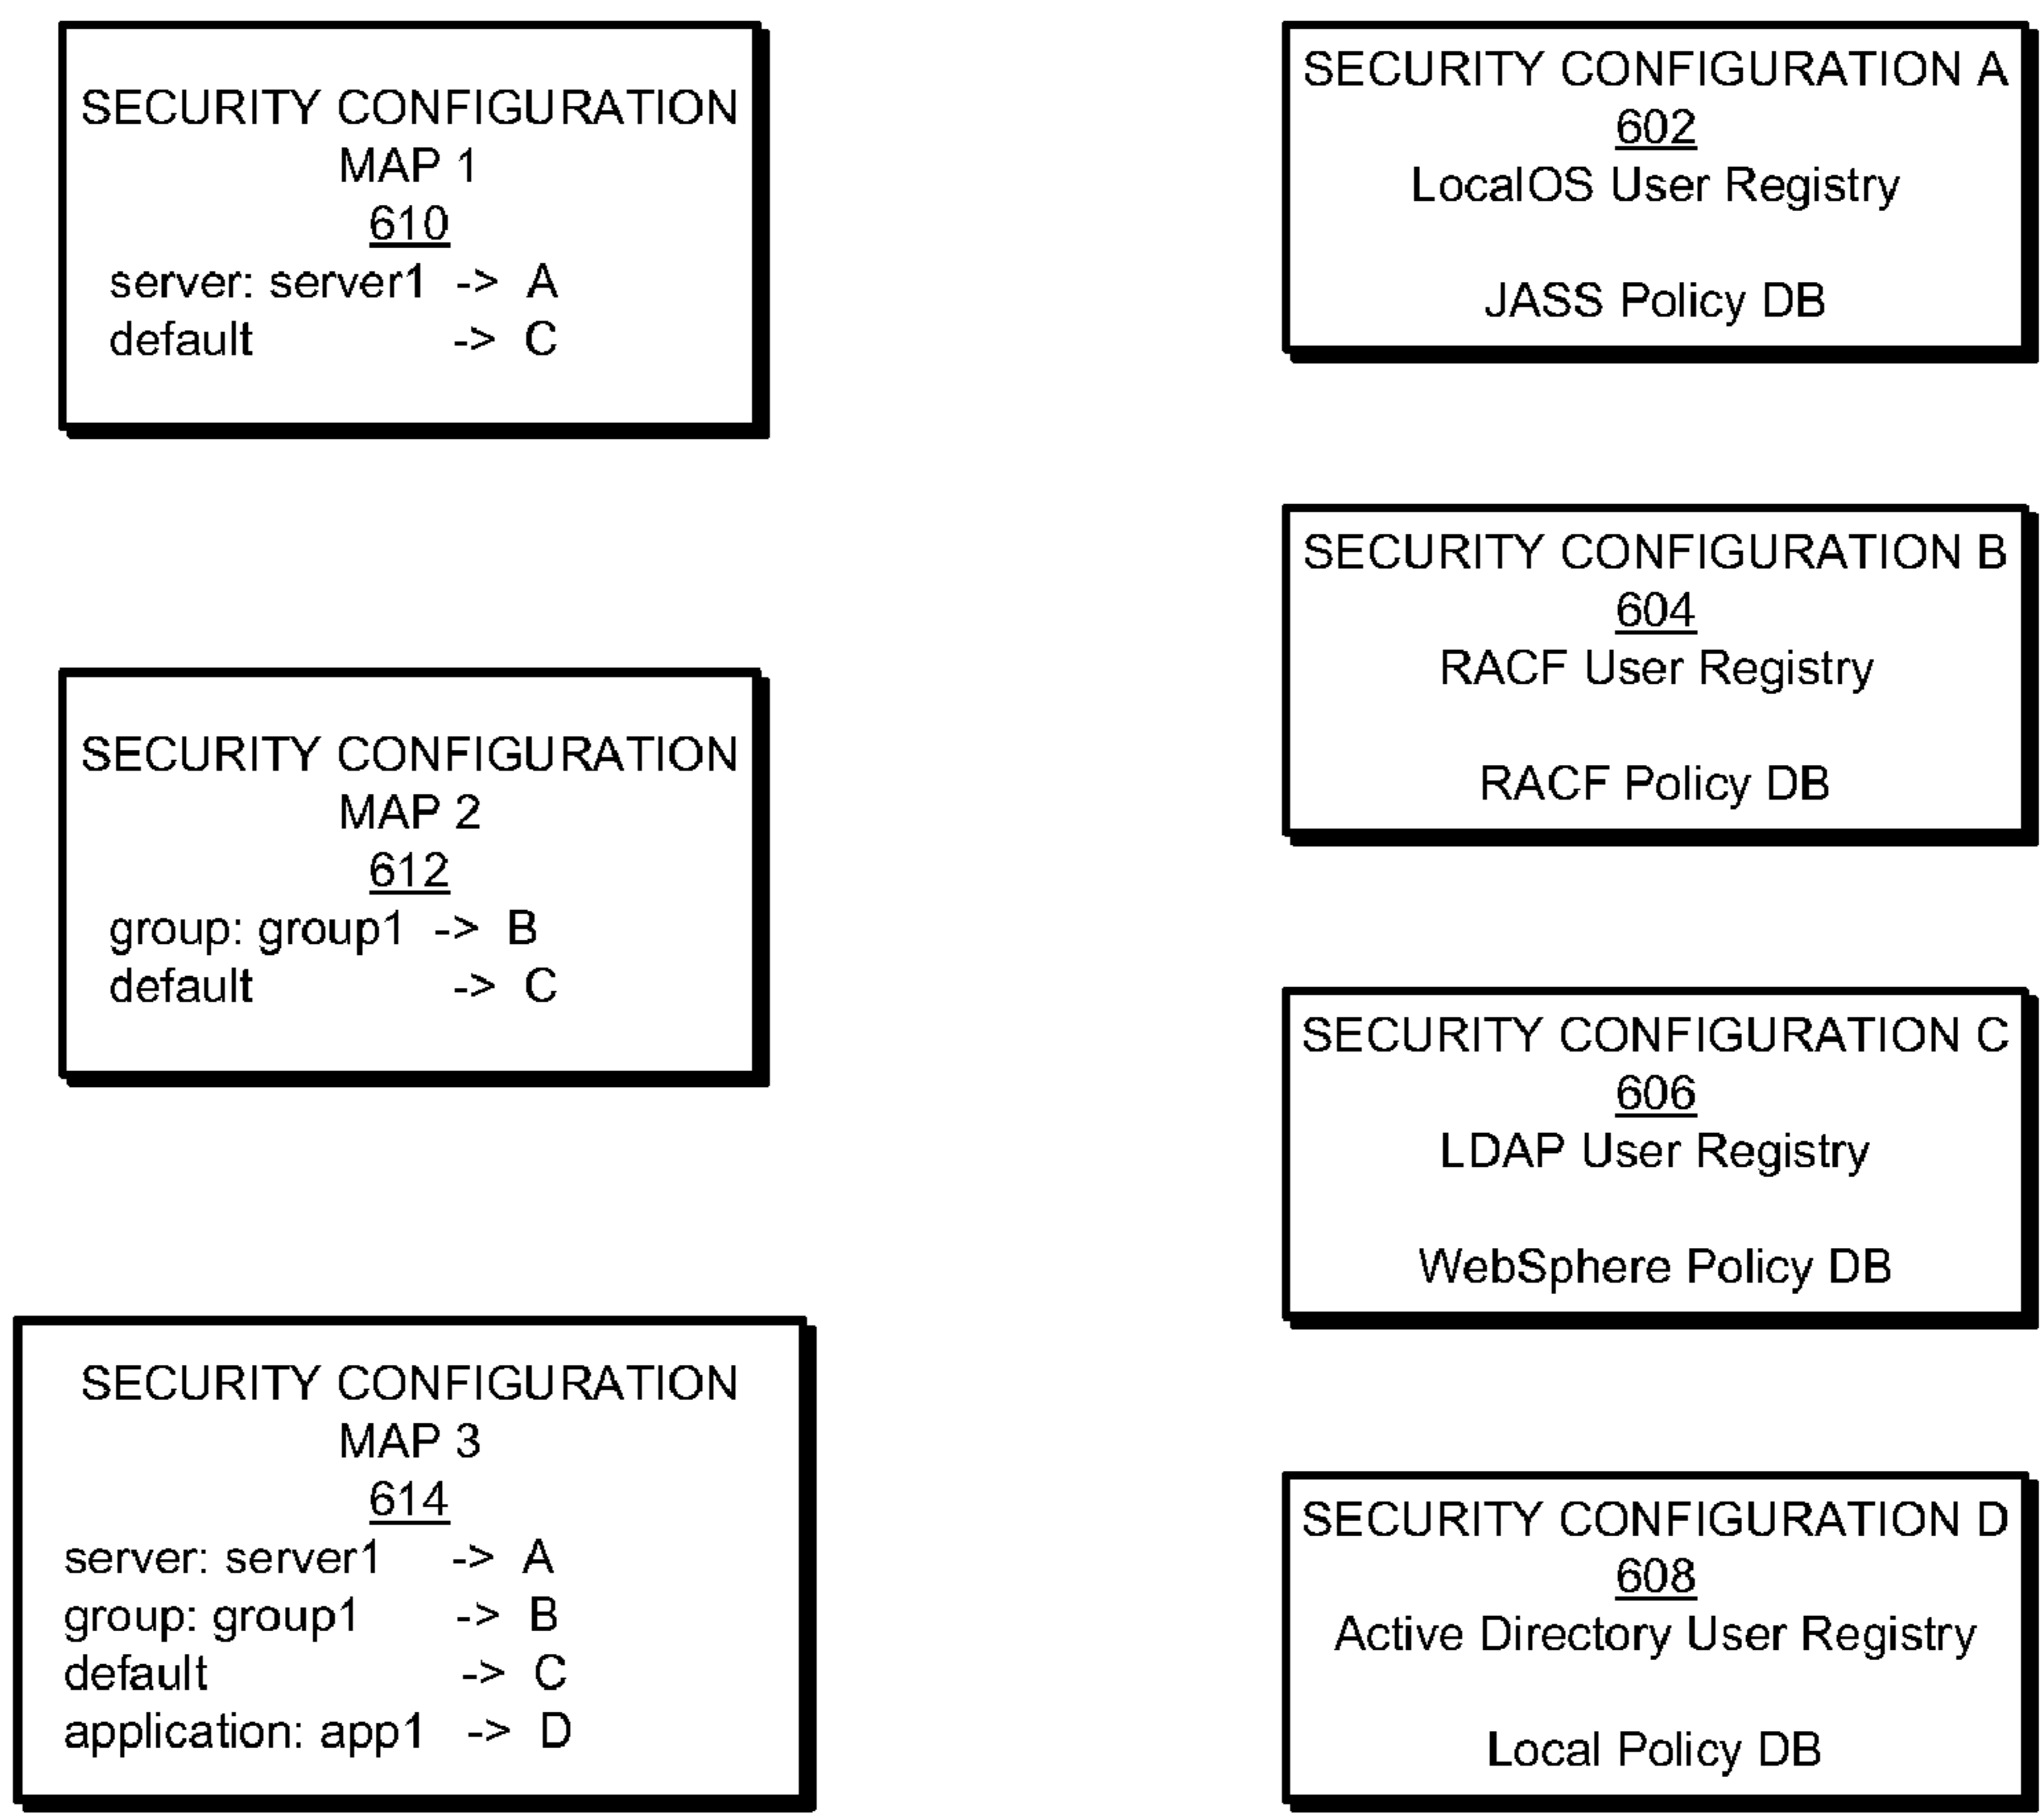 SECURITY CONFIGURATION
MAP 1
610
server: server1 -> A
default -> C
SECURITY CONFIGURATION
MAP 2
612
group: group1 -> B
default -> C
SECURITY CONFIGURATION
MAP 3
614
server: server1 -> A
group: group1 -> B
default -> C
application: app1 -> D
SECURITY CONFIGURATION A
602
LocalOS User Registry
JASS Policy DB
SECURITY CONFIGURATION B
604
RACF User Registry
RACF Policy DB
SECURITY CONFIGURATION C
606
LDAP User Registry
WebSphere Policy DB
SECURITY CONFIGURATION D
608
Active Directory User Registry
Local Policy DB